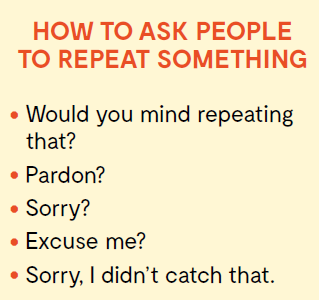 HOW TO ASK PEOPLE
TO REPEAT SOMETHING
• Would you mind repeating
that?
• Pardon?
• Sorry?
• Excuse me?
• Sorry, I didn't catch that.